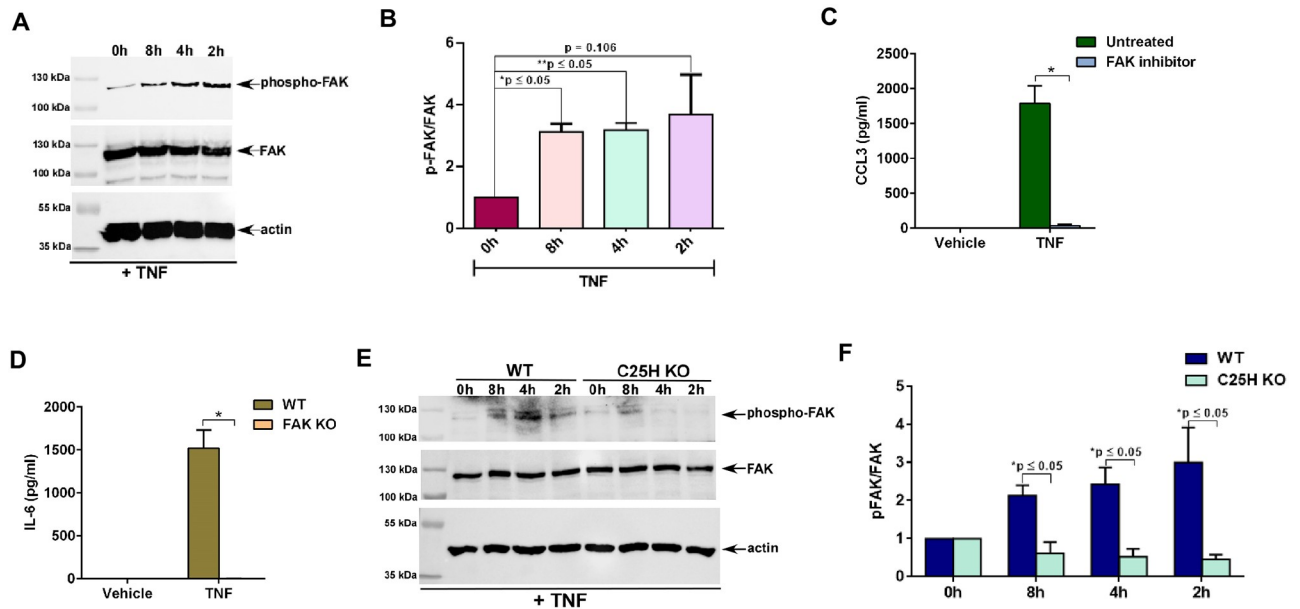 A
0h 8h 4h 2h
130 kDa
phospho-FAK
100 kDa
130 kDa
FAK
100 kDa
55 kDa
actin
35 kDa
+ TNF
B
p-FAK/FAK
6
4
2
0
p = 0.106
**p ≤ 0.05
*p ≤ 0.05
0h 8h 4h 2h
TNF
C
Untreated
FAK inhibitor
CCL3 (pg/ml)
2500
2000
1500
1000
500
0
*
Vehicle TNF
D
WT
FAK KO
IL-6 (pg/ml)
2000
1500
1000
500
0
*
Vehicle TNF
E
WT C25H KO
0h 8h 4h 2h 0h 8h 4h 2h
130 kDa
phospho-FAK
100 kDa
130 kDa
FAK
100 kDa
55 kDa
actin
35 kDa
+ TNF
F
WT
C25H KO
pFAK/FAK
5
4
3
2
1
0
*p ≤ 0.05
*p ≤ 0.05
*p ≤ 0.05
0h 8h 4h 2h